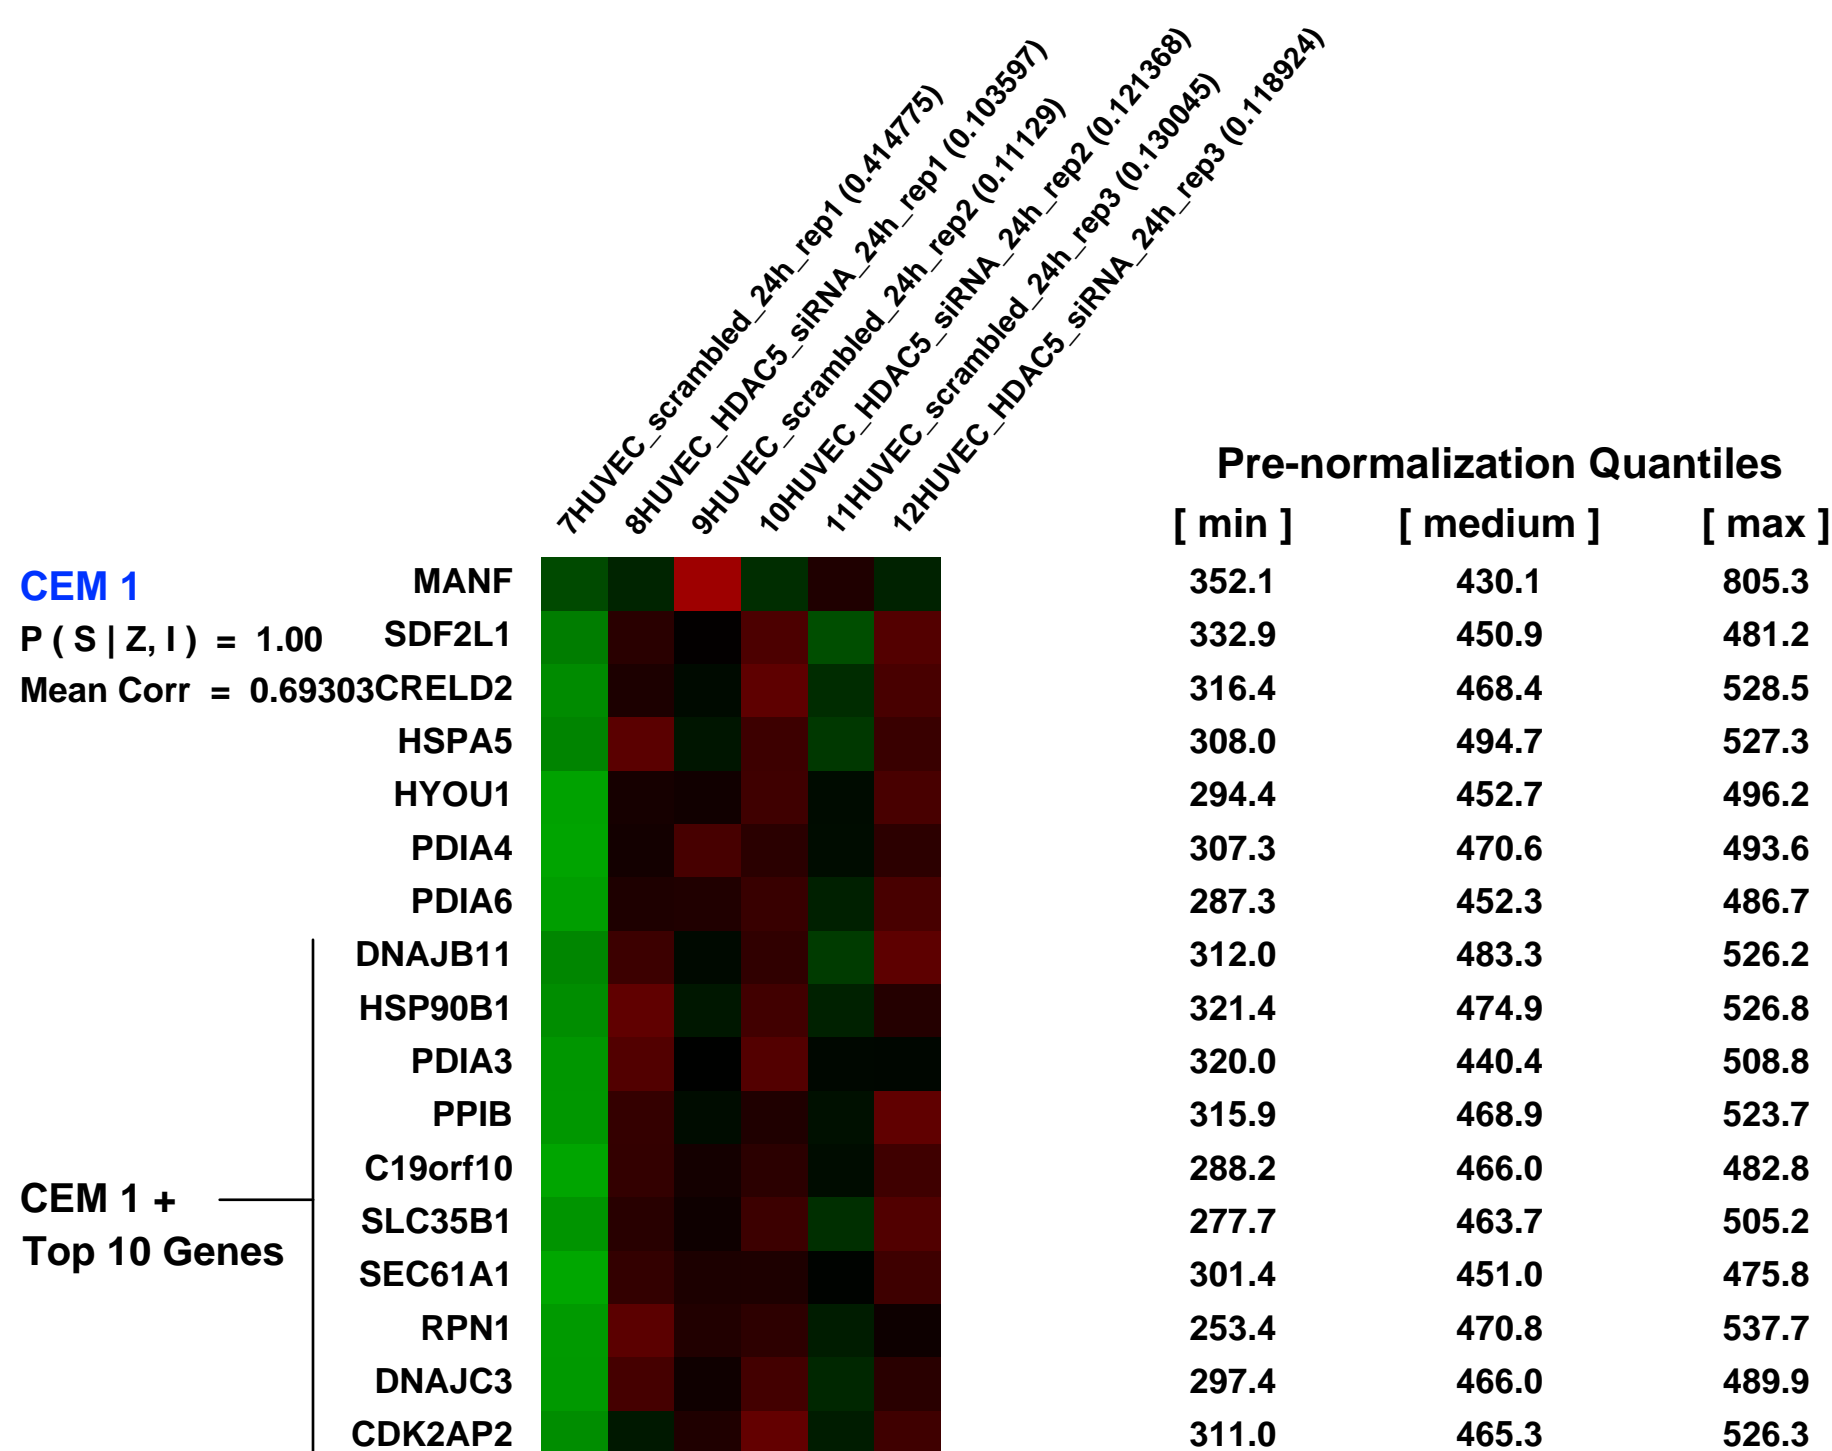 7HUVEC_scrambled_24h_rep1 (0.414775)
8HUVEC_HDAC5_siRNA_24h_rep1 (0.103597)
9HUVEC_scrambled_24h_rep2 (0.11129)
10HUVEC_HDAC5_siRNA_24h_rep2 (0.121368)
11HUVEC_scrambled_24h_rep3 (0.130045)
12HUVEC_HDAC5_siRNA_24h_rep3 (0.118924)
Pre-normalization Quantiles
[ min ] [ medium ] [ max ]
CEM 1 MANF 352.1 430.1 805.3
P ( S | Z, I ) = 1.00 SDF2L1 332.9 450.9 481.2
Mean Corr = 0.69303 CRELD2 316.4 468.4 528.5
HSPA5 308.0 494.7 527.3
HYOU1 294.4 452.7 496.2
PDIA4 307.3 470.6 493.6
PDIA6 287.3 452.3 486.7
DNAJB11 312.0 483.3 526.2
HSP90B1 321.4 474.9 526.8
PDIA3 320.0 440.4 508.8
PPIB 315.9 468.9 523.7
C19orf10 288.2 466.0 482.8
CEM 1 +
SLC35B1 277.7 463.7 505.2
Top 10 Genes
SEC61A1 301.4 451.0 475.8
RPN1 253.4 470.8 537.7
DNAJC3 297.4 466.0 489.9
CDK2AP2 311.0 465.3 526.3